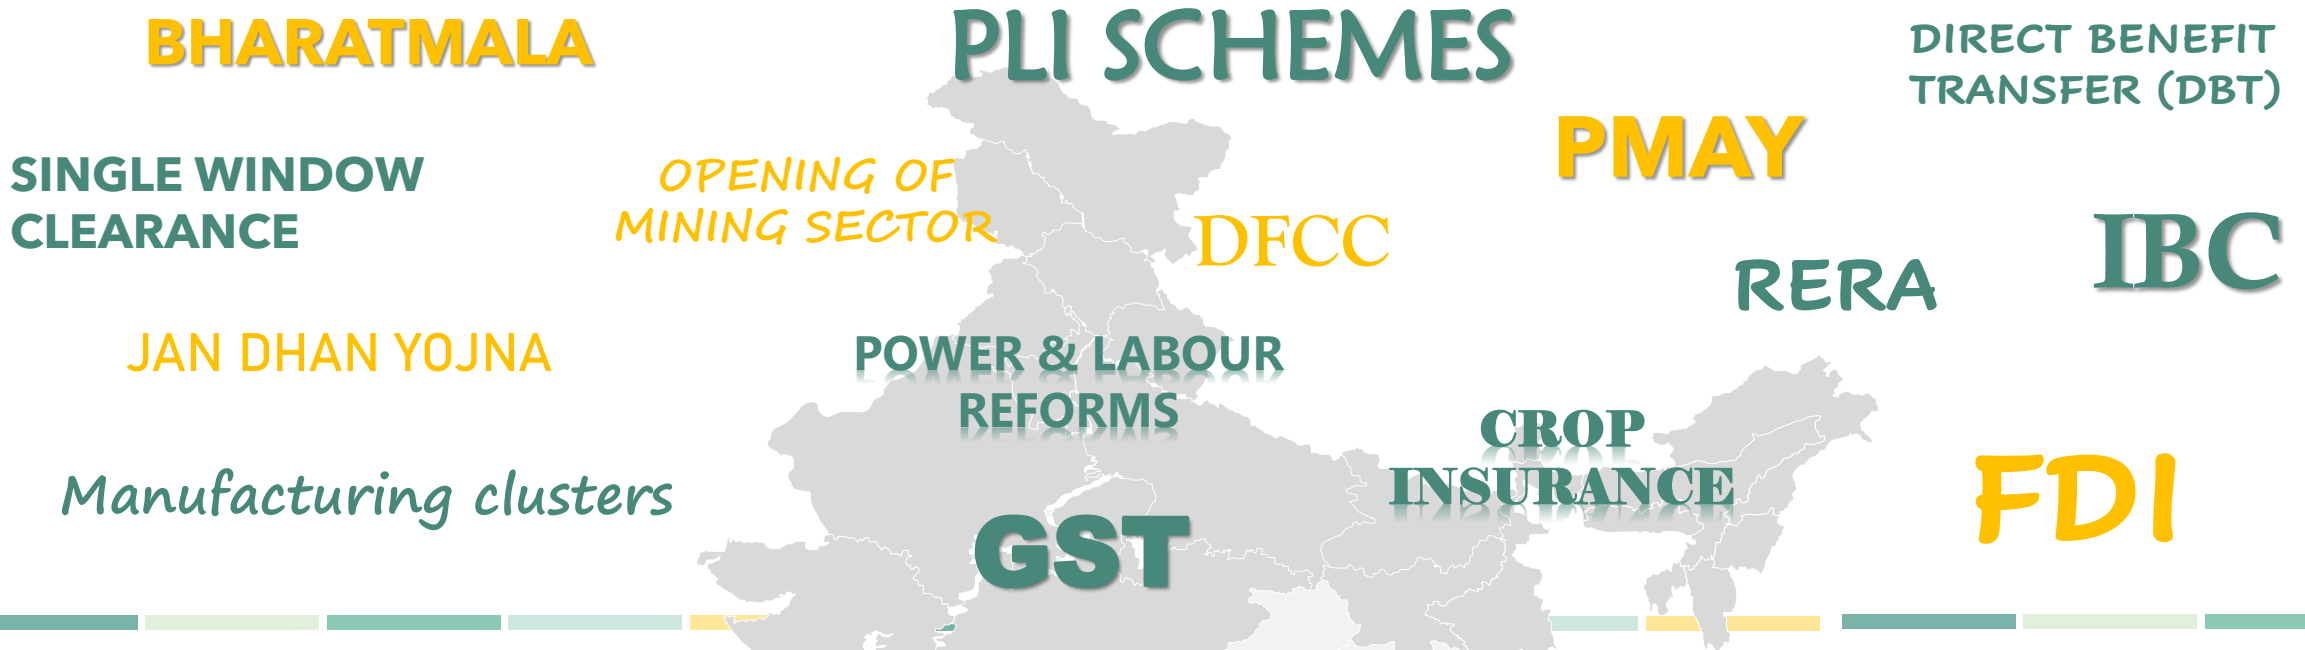 BHARATMALA
PLI SCHEMES
DIRECT BENEFIT
TRANSFER (DBT)
PMAY
SINGLE WINDOW
CLEARANCE
OPENING OF
MINING SECTOR
DFCC
IBC
RERA
JAN DHAN YOJNA
POWER & LABOUR
REFORMS
CROP
INSURANCE
FDI
Manufacturing clusters
GST